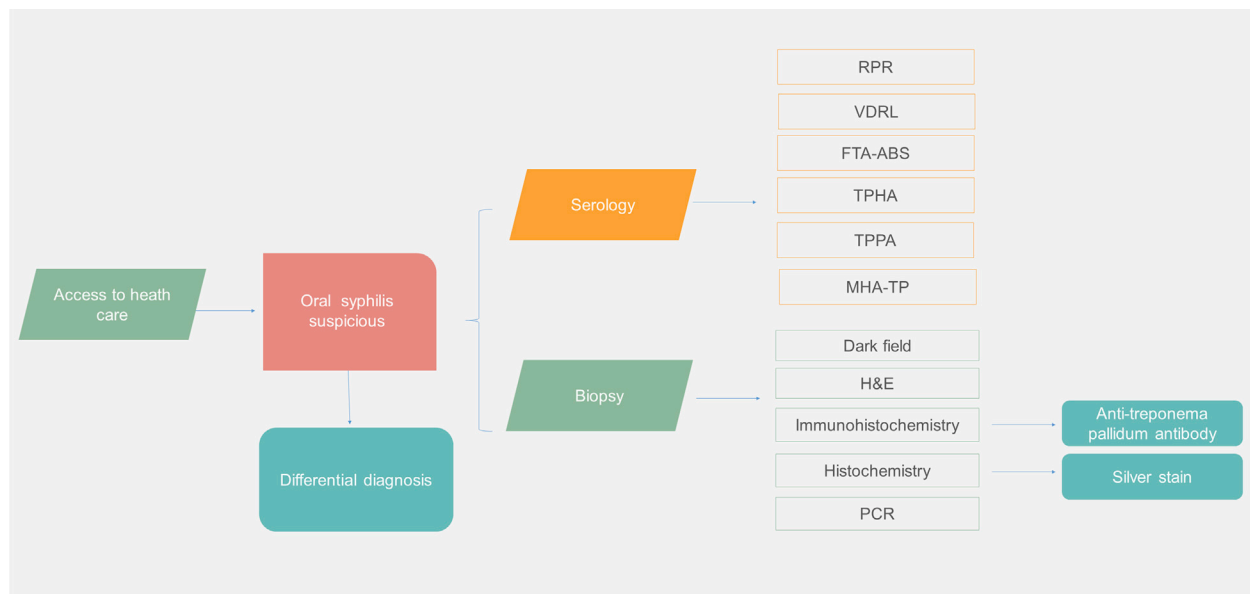 Access to heath
care
Oral syphilis
suspicious
Differential diagnosis
Serology
RPR
VDRL
FTA-ABS
TPHA
TPPA
MHA-TP
Biopsy
Dark field
H&E
Immunohistochemistry
Histochemistry
PCR
Anti-treponema
pallidum antibody
Silver stain